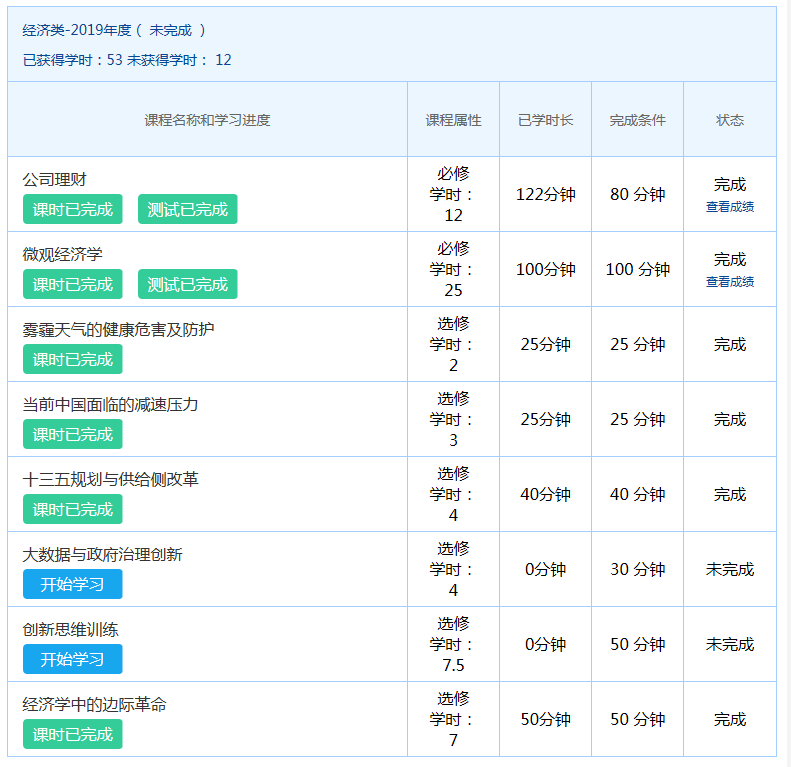 经济类-2019年度（ 未完成 ）
已获得学时：53 未获得学时： 12
课程名称和学习进度 课程属性 已学时长 完成条件 状态
公司理财
课时已完成 测试已完成
必修
学时：
12
122分钟
80 分钟
完成
查看成绩
微观经济学
课时已完成 测试已完成
必修
学时：
25
100分钟
100 分钟
完成
查看成绩
雾霾天气的健康危害及防护
课时已完成
选修
学时：
2
25分钟
25 分钟
完成
当前中国面临的减速压力
课时已完成
选修
学时：
3
25分钟
25 分钟
完成
十三五规划与供给侧改革
课时已完成
选修
学时：
4
40分钟
40 分钟
完成
大数据与政府治理创新
开始学习
选修
学时：
4
0分钟
30 分钟
未完成
创新思维训练
开始学习
选修
学时：
7.5
0分钟
50 分钟
未完成
经济学中的边际革命
课时已完成
选修
学时：
7
50分钟
50 分钟
完成